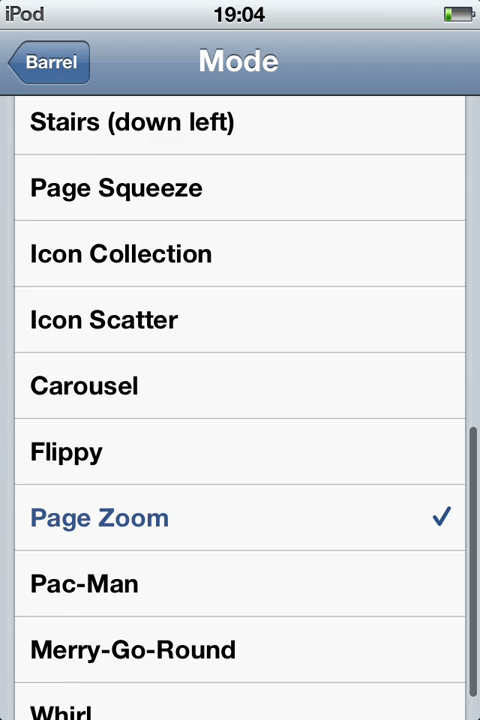 iPod 19:04
Barrel Mode
Stairs (down left)
Page Squeeze
Icon Collection
Icon Scatter
Carousel
Flippy
Page Zoom
Pac-Man
Merry-Go-Round
Whirl